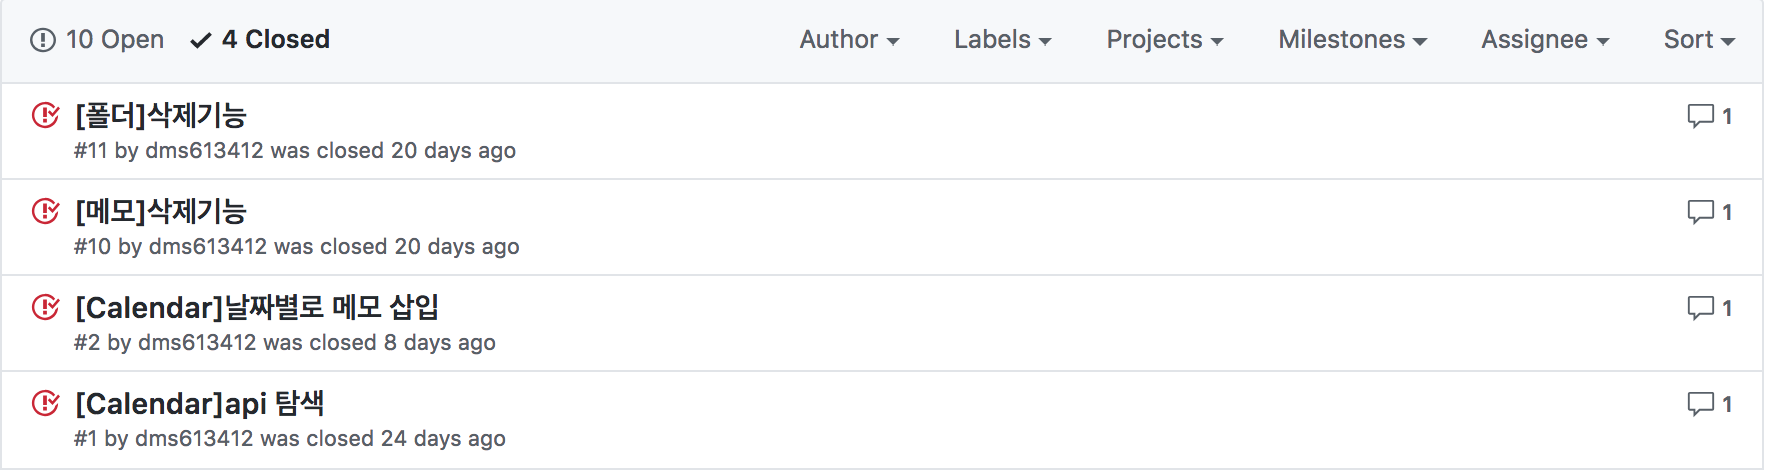 10 Open 4 Closed Author Labels Projects Milestones Assignee Sort
[폴더]삭제기능 1
#11 by dms613412 was closed 20 days ago
[메모]삭제기능 1
#10 by dms613412 was closed 20 days ago
[Calendar]날짜별로 메모 삽입 1
#2 by dms613412 was closed 8 days ago
[Calendar]api 탐색 1
#1 by dms613412 was closed 24 days ago